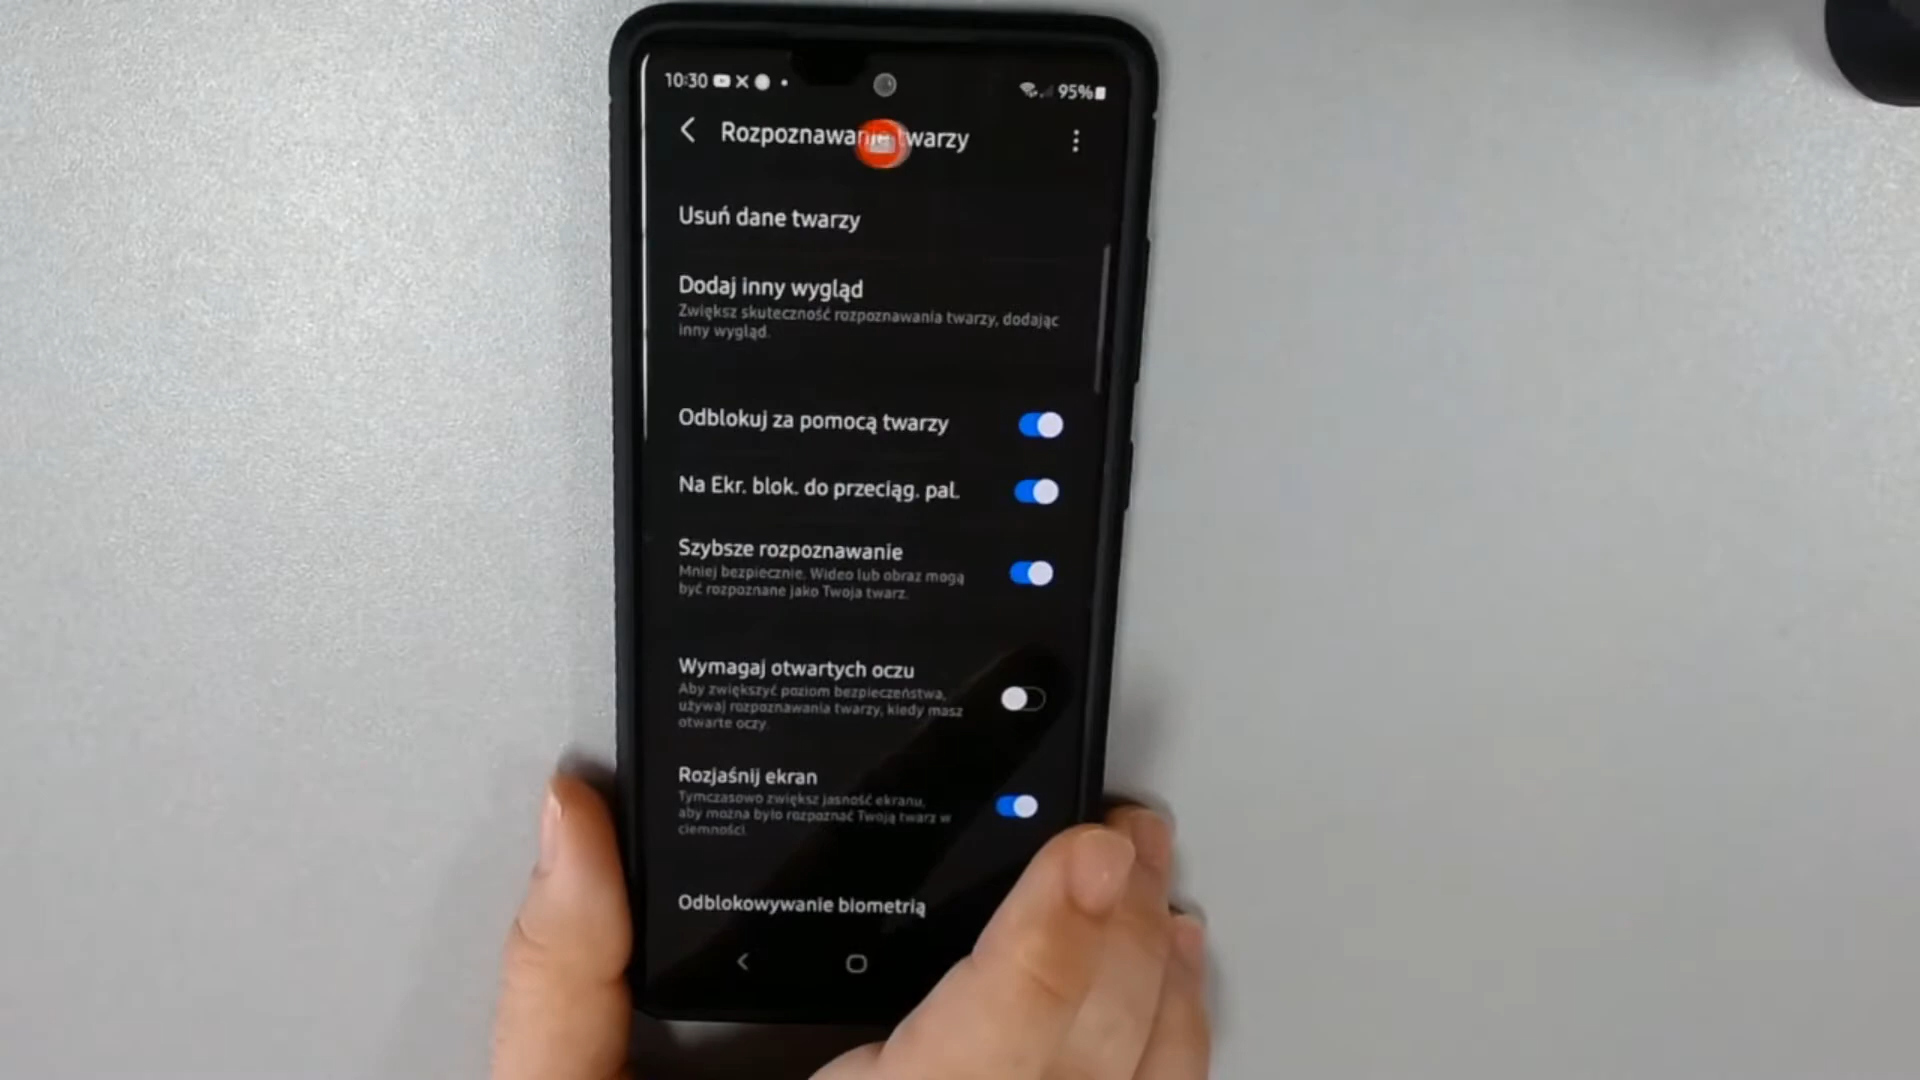 10:30
95%
Rozpoznawanie twarzy
Usuń dane twarzy
Dodaj inny wygląd
Zwiększ skuteczność rozpoznawania twarzy, dodając
inny wygląd.
Odblokuj za pomocą twarzy
Na Ekr. blok. do przeciąg. pal.
Szybsze rozpoznawanie
Mniej bezpiecznie. Wideo lub obraz mogą
być rozpoznane jako Twoja twarz.
Wymagaj otwartych oczu
Aby zwiększyć poziom bezpieczeństwa,
używaj rozpoznawania twarzy, kiedy masz
otwarte oczy.
Rozjaśnij ekran
Tymczasowo zwiększ jasność ekranu,
aby można było rozpoznać Twoją twarz w
ciemności.
Odblokowywanie biometrią